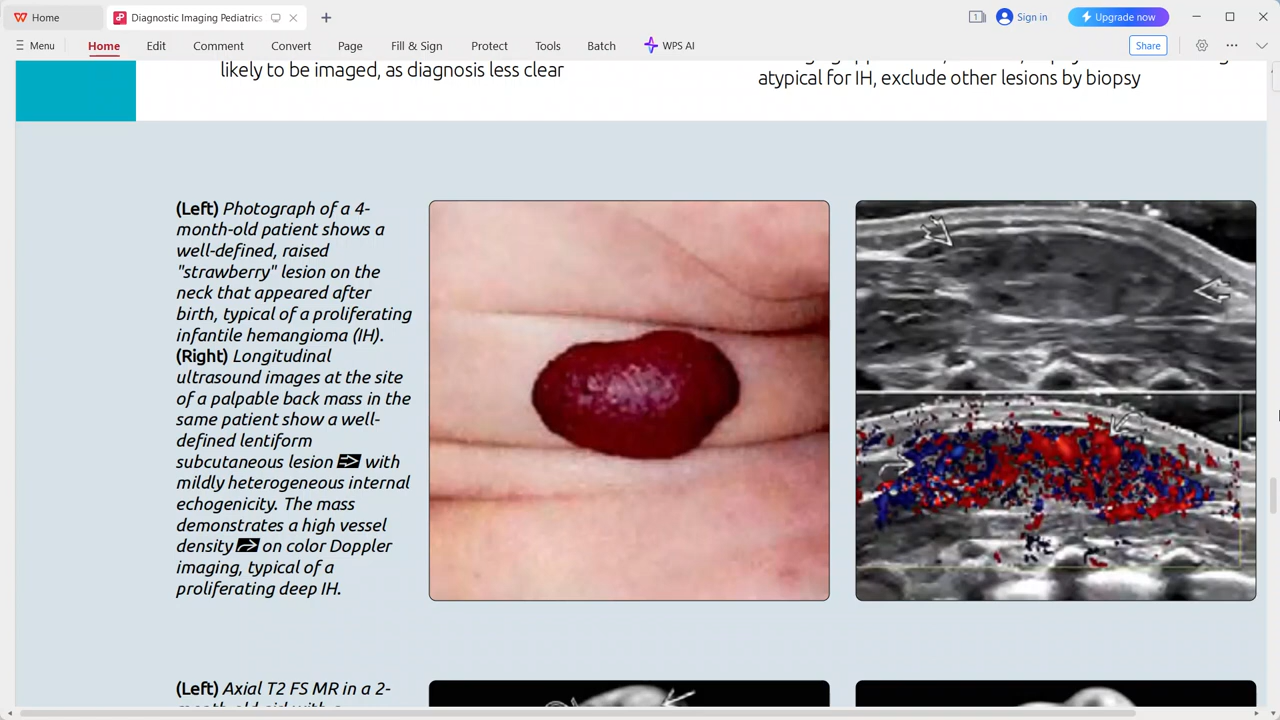 Home
Diagnostic Imaging Pediatrics
Sign in
Upgrade now
Menu
Home
Edit
Comment
Convert
Page
Fill & Sign
Protect
Tools
Batch
WPS AI
Share
likely to be imaged, as diagnosis less clear
atypical for IH, exclude other lesions by biopsy
(Left) Photograph of a 4-
month-old patient shows a
well-defined, raised
"strawberry" lesion on the
neck that appeared after
birth, typical of a proliferating
infantile hemangioma (IH).
(Right) Longitudinal
ultrasound images at the site
of a palpable back mass in the
same patient show a well-
defined lentiform
subcutaneous lesion with
mildly heterogeneous internal
echogenicity. The mass
demonstrates a high vessel
density on color Doppler
imaging, typical of a
proliferating deep IH.
(Left) Axial T2 FS MR in a 2-